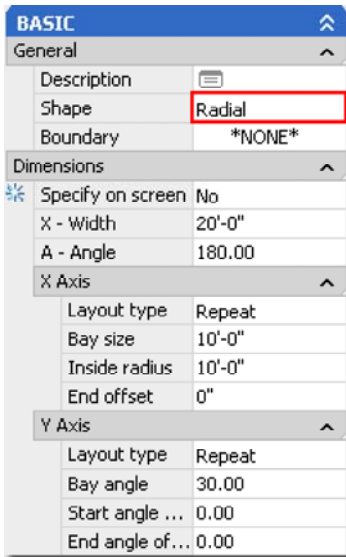 BASIC
General
Description
Shape Radial
Boundary *NONE*
Dimensions
Specify on screen No
X - Width 20'-0"
A - Angle 180.00
X Axis
Layout type Repeat
Bay size 10'-0"
Inside radius 10'-0"
End offset 0"
Y Axis
Layout type Repeat
Bay angle 30.00
Start angle ... 0.00
End angle of... 0.00